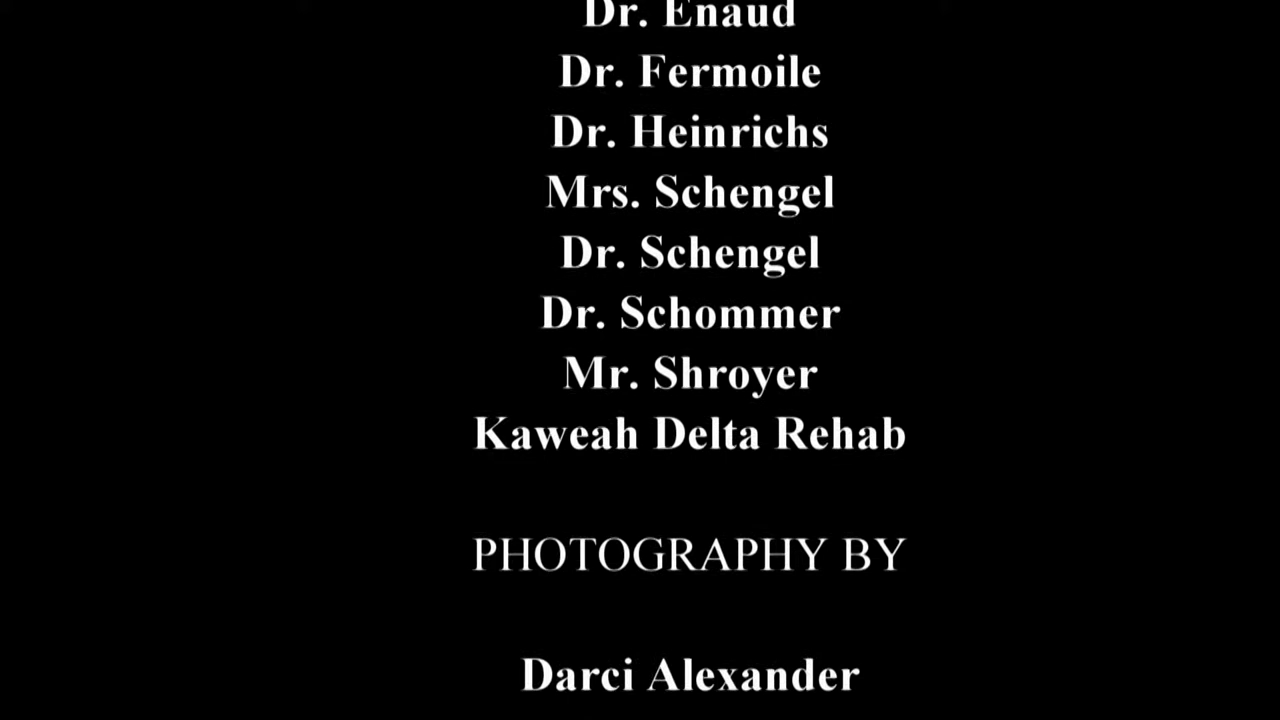 Dr. Enaud
Dr. Fermoile
Dr. Heinrichs
Mrs. Schengel
Dr. Schengel
Dr. Schommer
Mr. Shroyer
Kaweah Delta Rehab
PHOTOGRAPHY BY
Darci Alexander